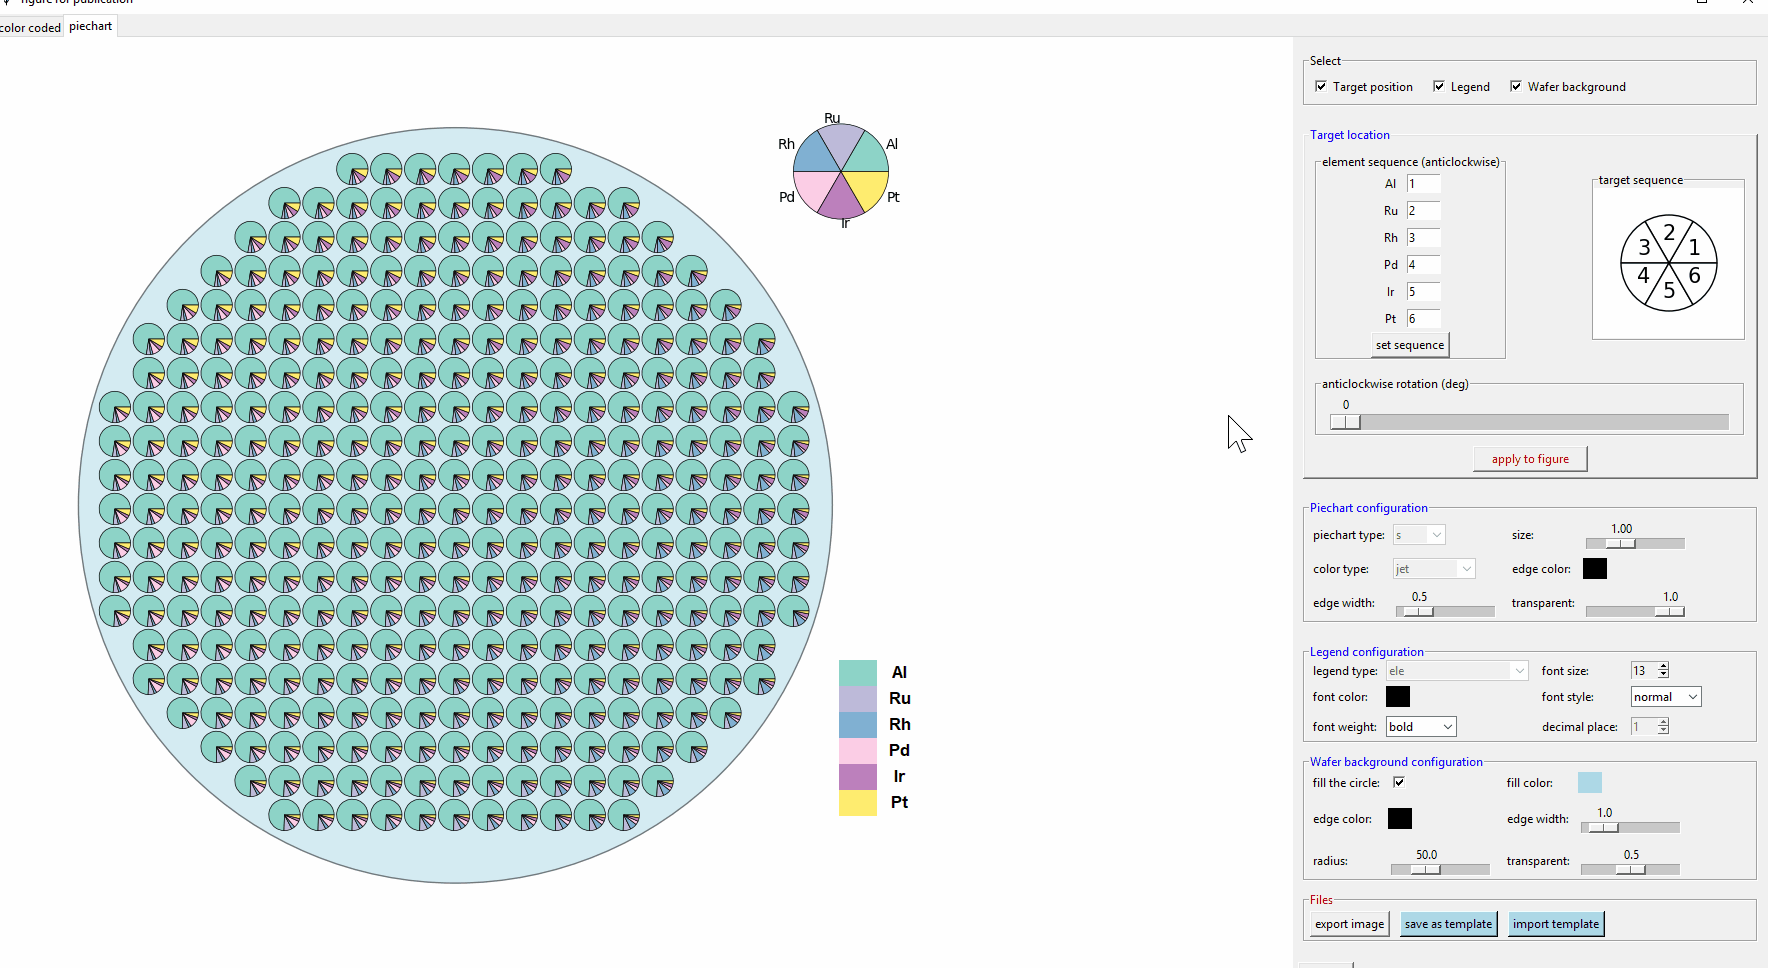 figure for publication
color coded piechart
Ru
Rh Al
Pd Pt
Ir
Al
Ru
Rh
Pd
Ir
Pt
Select
Target position Legend Wafer background
Target location
element sequence (anticlockwise)
Al 1
Ru 2
Rh 3
Pd 4
Ir 5
Pt 6
set sequence
target sequence
2
3 1
4 6
5
anticlockwise rotation (deg)
0
apply to figure
Piechart configuration
piechart type: s size: 1.00
color type: jet edge color:
edge width: 0.5 transparent: 1.0
Legend configuration
legend type: ele font size: 13
font color: font style: normal
font weight: bold decimal place: 1
Wafer background configuration
fill the circle: fill color:
edge color: edge width: 1.0
radius: 50.0 transparent: 0.5
Files
export image save as template import template